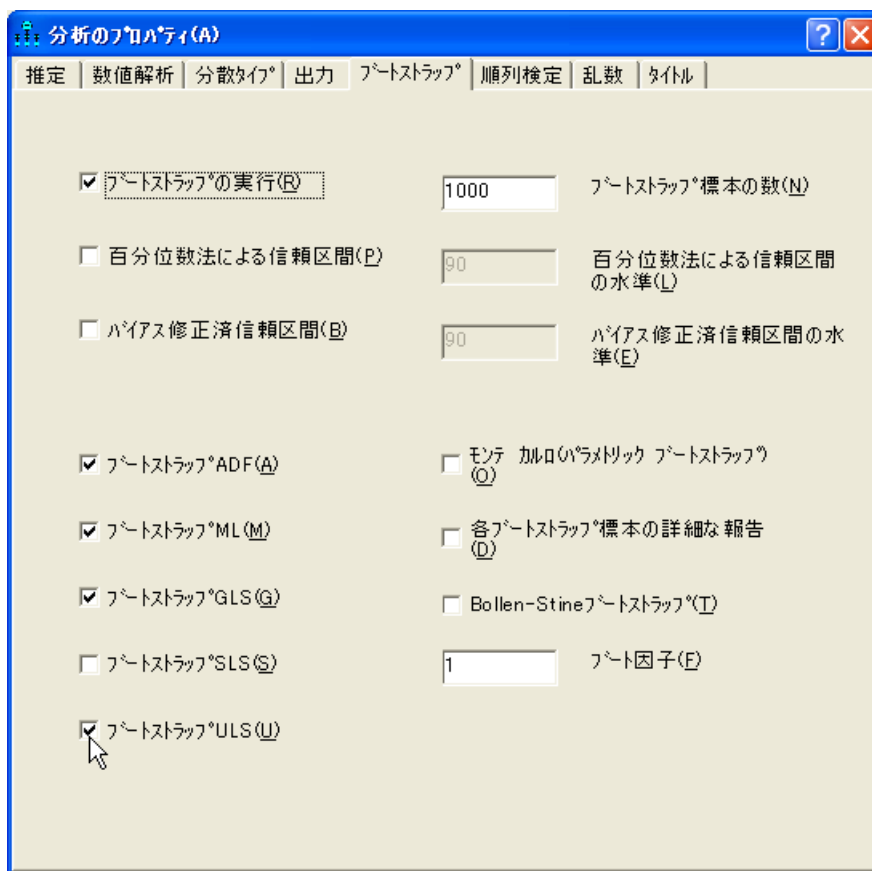 分析のﾌﾟﾛﾊﾟﾃｨ(A)
推定 数値解析 分散ﾀｲﾌﾟ 出力 ﾌﾞｰﾄｽﾄﾗｯﾌﾟ 順列検定 乱数 ﾀｲﾄﾙ
ﾌﾞｰﾄｽﾄﾗｯﾌﾟの実行(R)
1000
ﾌﾞｰﾄｽﾄﾗｯﾌﾟ標本の数(N)
百分位数法による信頼区間(P)
90
百分位数法による信頼区間
の水準(L)
ﾊﾞｲｱｽ修正済信頼区間(B)
90
ﾊﾞｲｱｽ修正済信頼区間の水
準(E)
ﾌﾞｰﾄｽﾄﾗｯﾌﾟADF(A)
ﾓﾝﾃ ｶﾙﾛ(ﾊﾟﾗﾒﾄﾘｯｸ ﾌﾞｰﾄｽﾄﾗｯﾌﾟ)
(O)
ﾌﾞｰﾄｽﾄﾗｯﾌﾟML(M)
各ﾌﾞｰﾄｽﾄﾗｯﾌﾟ標本の詳細な報告
(D)
ﾌﾞｰﾄｽﾄﾗｯﾌﾟGLS(G)
Bollen-Stineﾌﾞｰﾄｽﾄﾗｯﾌﾟ(T)
ﾌﾞｰﾄｽﾄﾗｯﾌﾟSLS(S)
1
ﾌﾞｰﾄ因子(F)
ﾌﾞｰﾄｽﾄﾗｯﾌﾟULS(U)